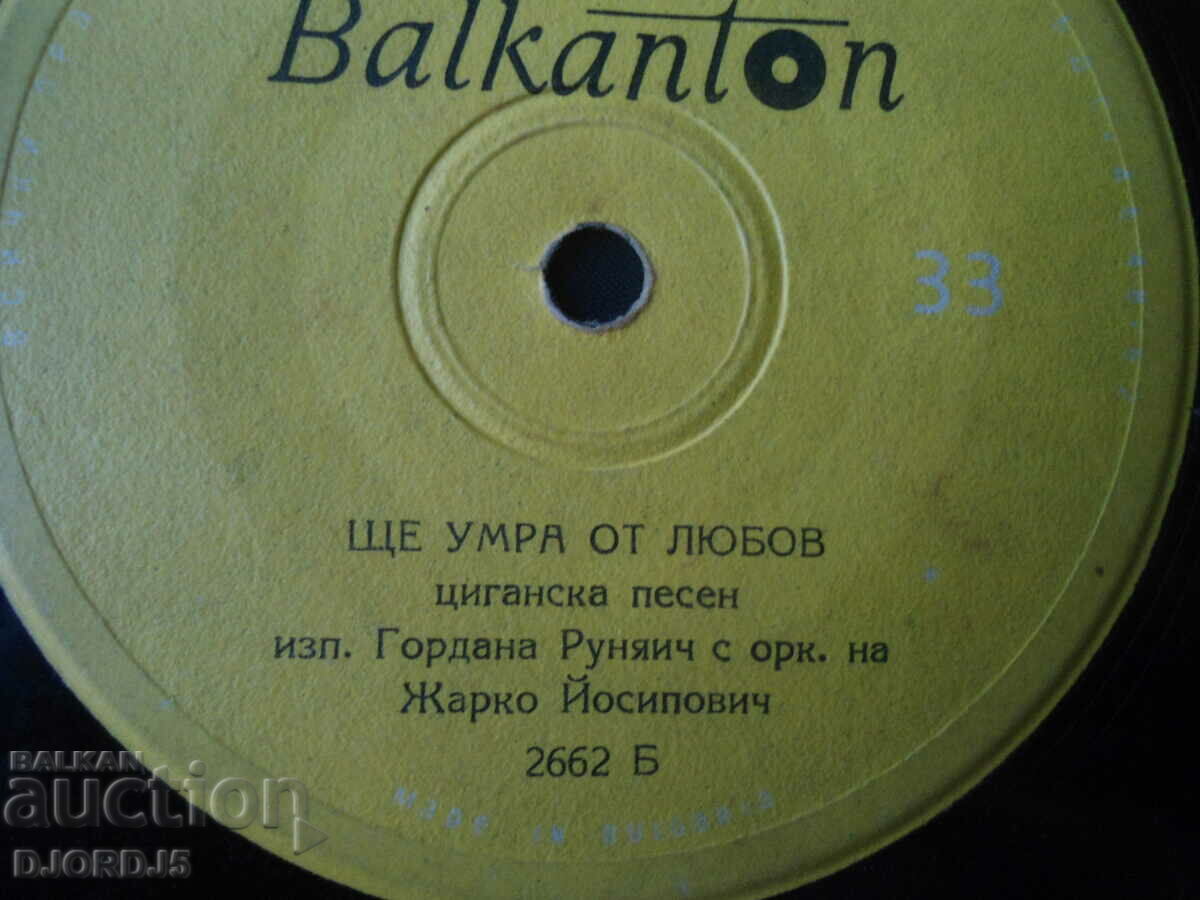 Balkanton
33
ЩЕ УМРА ОТ ЛЮБОВ
циганска песен
изп. Гордана Руняич с орк. на
Жарко Йосипович
2662 Б
made in Bulgaria
BALKAN
auction
DJORDJ5